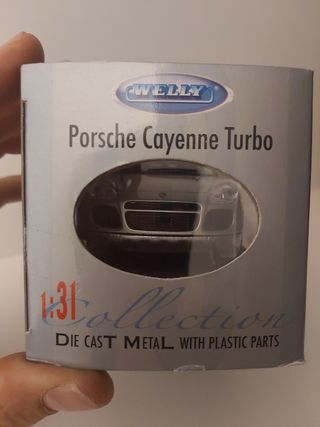 WELLY
Porsche Cayenne Turbo
1:31
Collection
DIE CAST METAL WITH PLASTIC PARTS